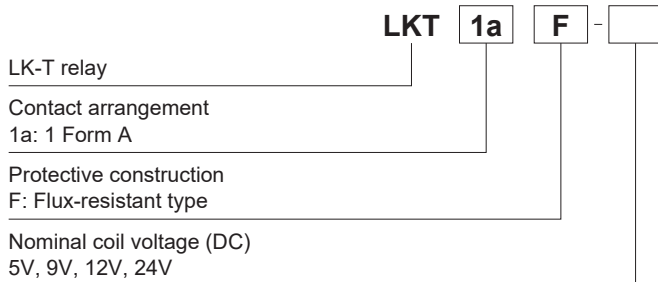 LKT 1a F -
LK-T relay
Contact arrangement
1a: 1 Form A
Protective construction
F: Flux-resistant type
Nominal coil voltage (DC)
5V, 9V, 12V, 24V